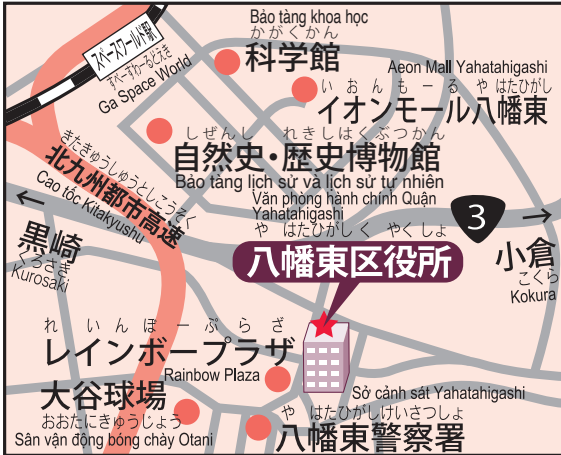 Bảo tàng khoa học
かがくかん
科学館
スペースワールド駅
すぺーすわーるどえき
Ga Space World
Aeon Mall Yahatahigashi
いおんもーる やはたひがし
イオンモール八幡東
しぜんし れきしはくぶつかん
自然史・歴史博物館
Bảo tàng lịch sử và lịch sử tự nhiên
きたきゅうしゅうとしこうそく
北九州都市高速
Cao tốc Kitakyushu
Văn phòng hành chính Quận
Yahatahigashi
やはたひがしく やくしょ
八幡東区役所
3
←
黒崎
くろさき
Kurosaki
→
小倉
こくら
Kokura
れいんぼーぷらざ
レインボープラザ
Rainbow Plaza
大谷球場
おおたにきゅうじょう
Sân vận động bóng chày Otani
Sở cảnh sát Yahatahigashi
やはたひがしけいさつしょ
八幡東警察署